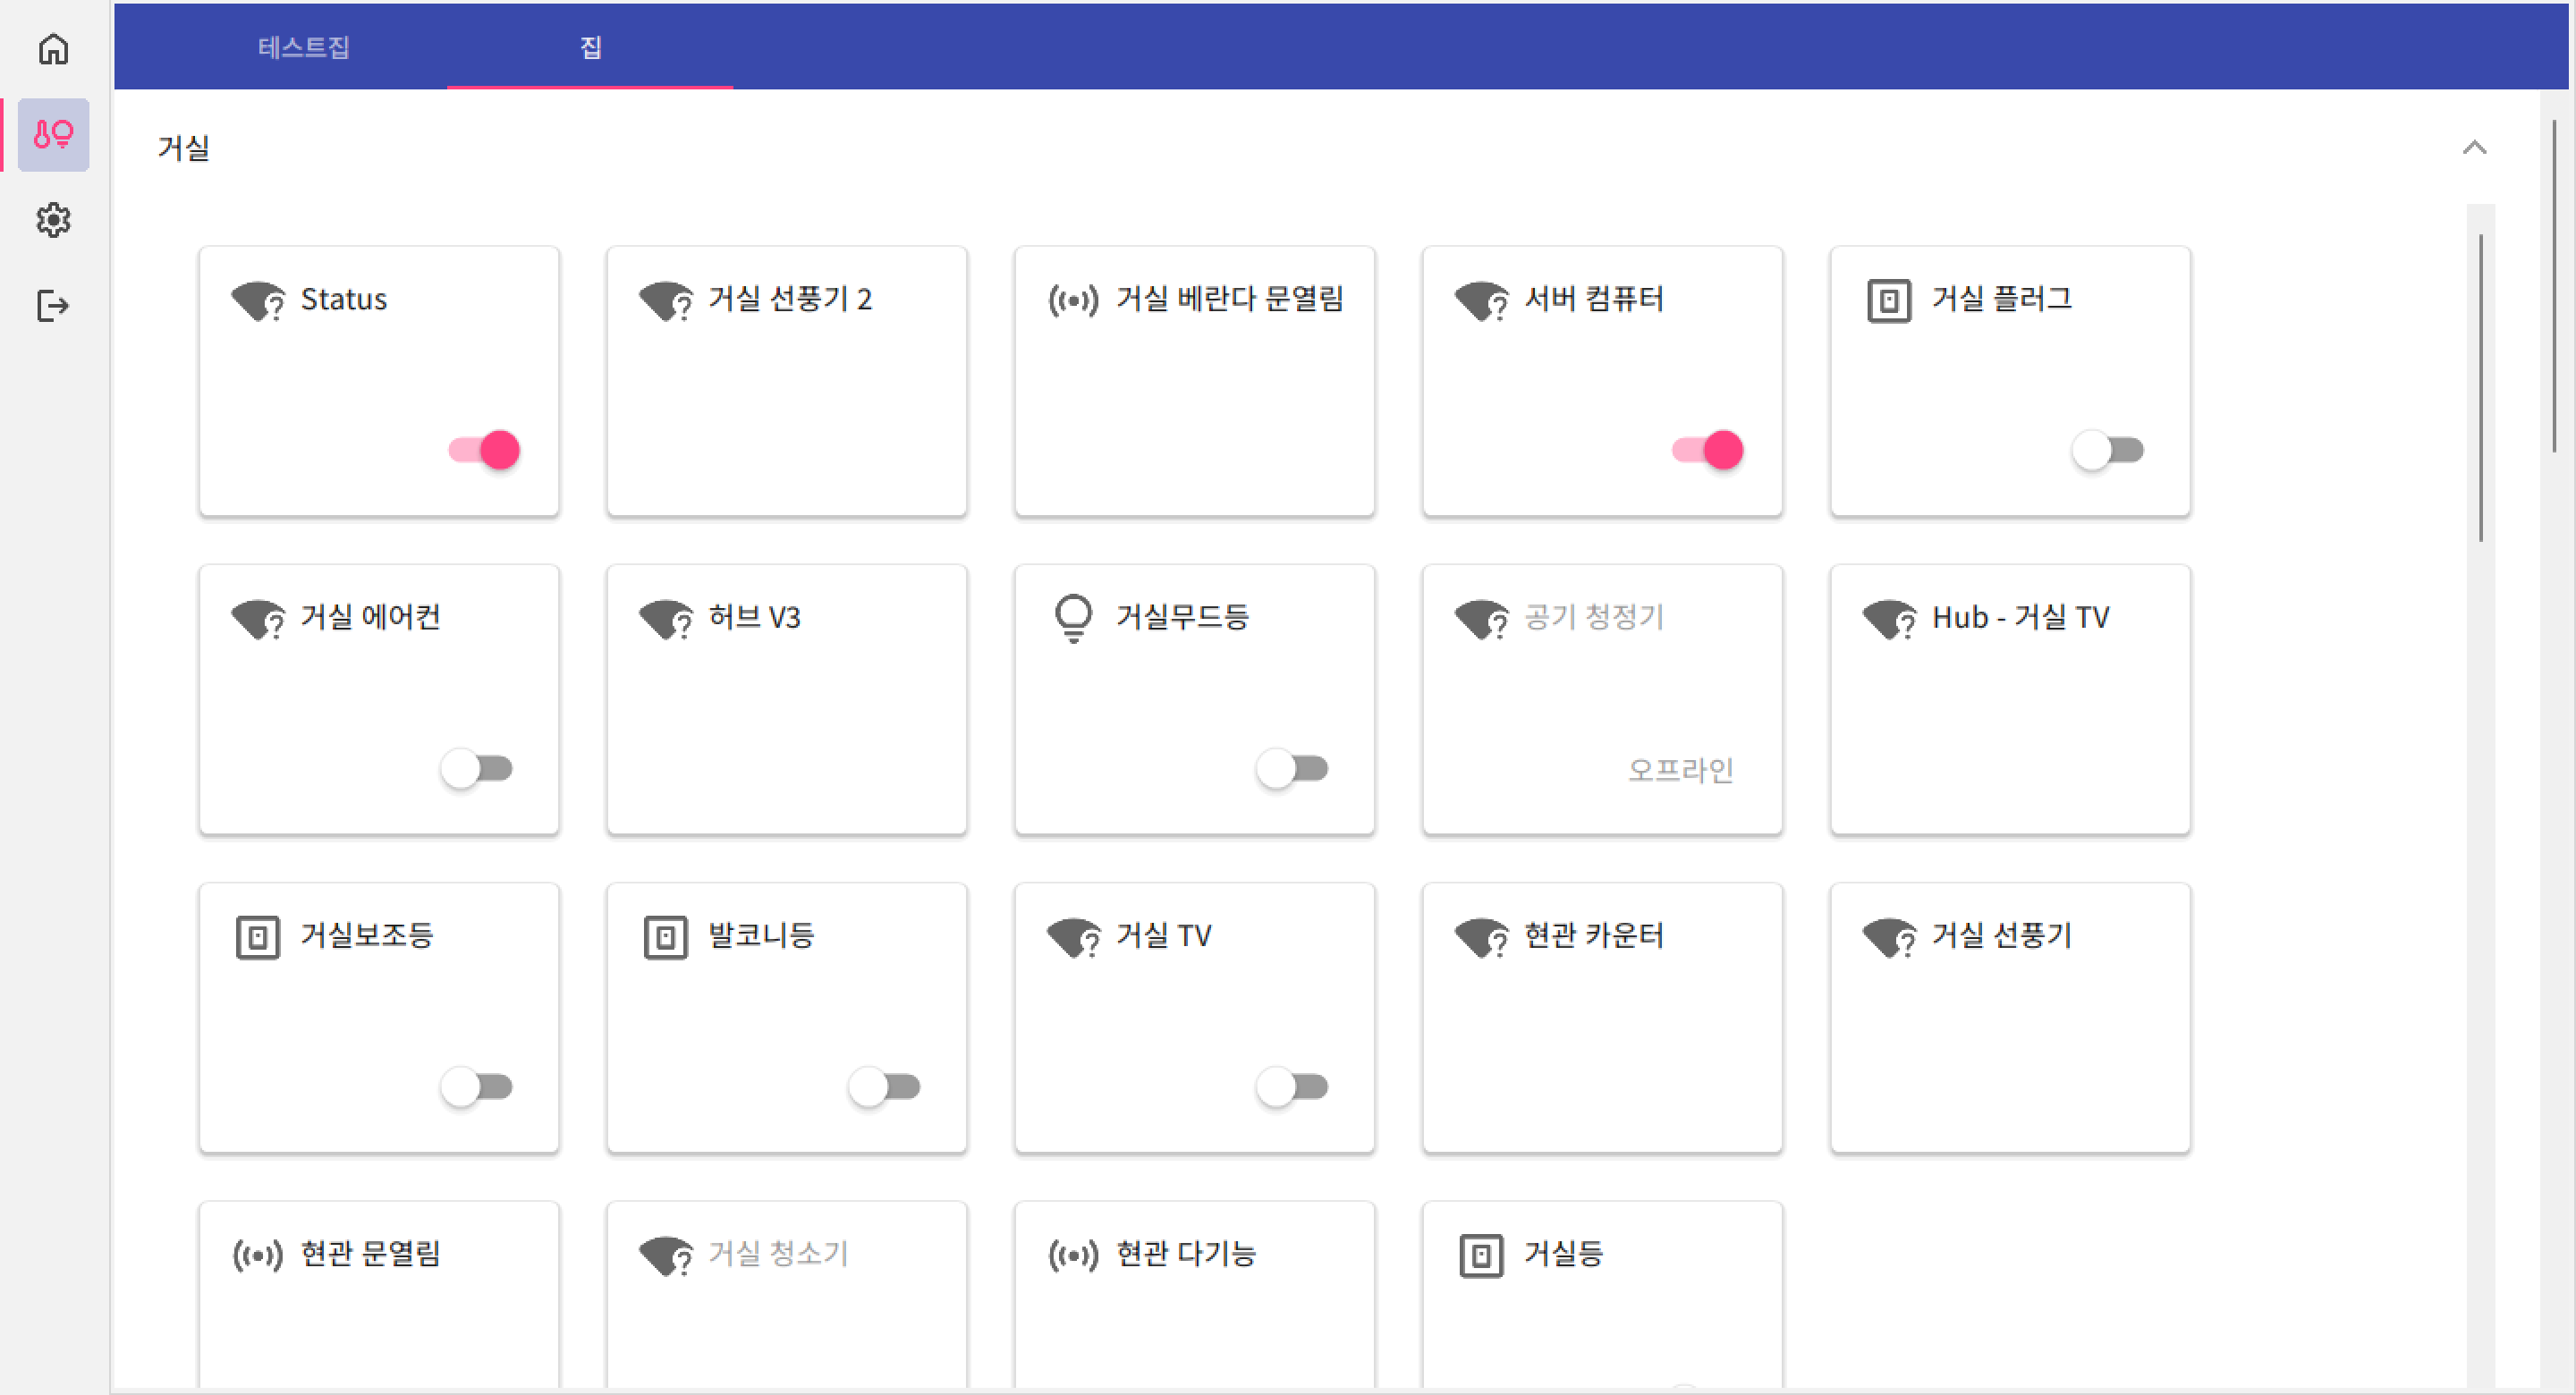 테스트집
집
거실
Status
거실 선풍기 2
거실 베란다 문열림
서버 컴퓨터
거실 플러그
거실 에어컨
허브 V3
거실무드등
공기 청정기
오프라인
Hub - 거실 TV
거실보조등
발코니등
거실 TV
현관 카운터
거실 선풍기
현관 문열림
거실 청소기
현관 다기능
거실등